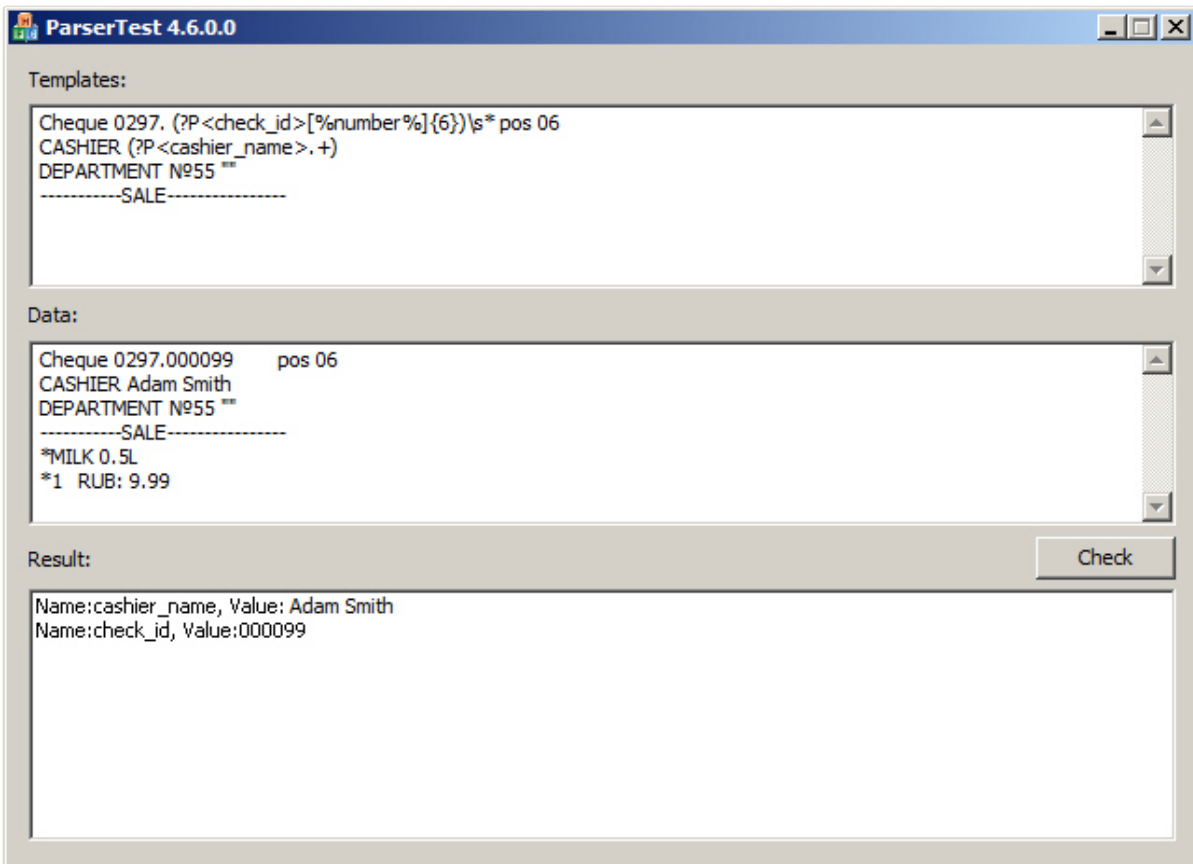 ParserTest 4.6.0.0
Templates:
Cheque 0297. (?P<check_id>[%number%]{6})\s* pos 06
CASHIER (?P<cashier_name>.+)
DEPARTMENT №55 ""
-----------SALE----------------
Data:
Cheque 0297.000099 pos 06
CASHIER Adam Smith
DEPARTMENT №55 ""
-----------SALE----------------
*MILK 0.5L
*1 RUB: 9.99
Result:
Check
Name:cashier_name, Value: Adam Smith
Name:check_id, Value:000099